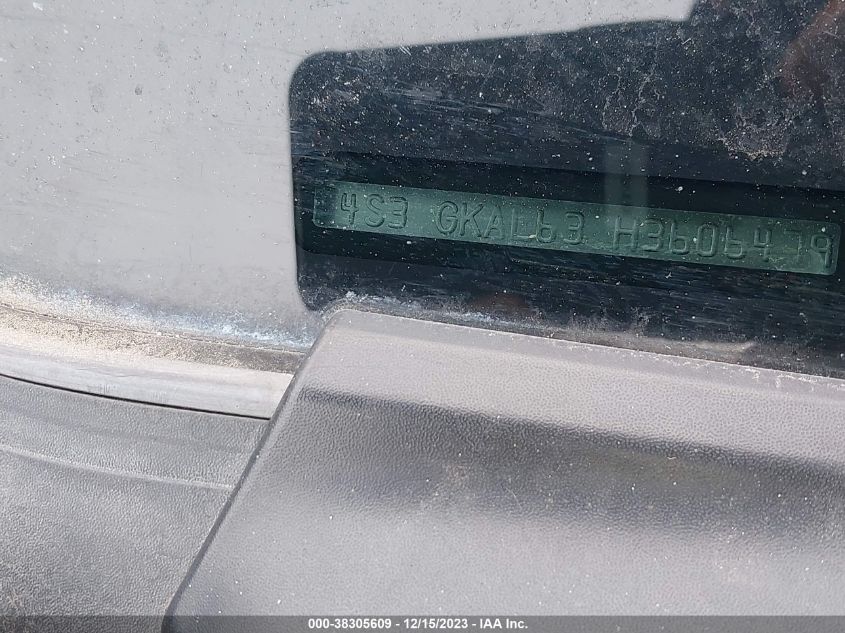 4S3 GKAL63 H3606479
000-38305609 - 12/15/2023 - IAA Inc.